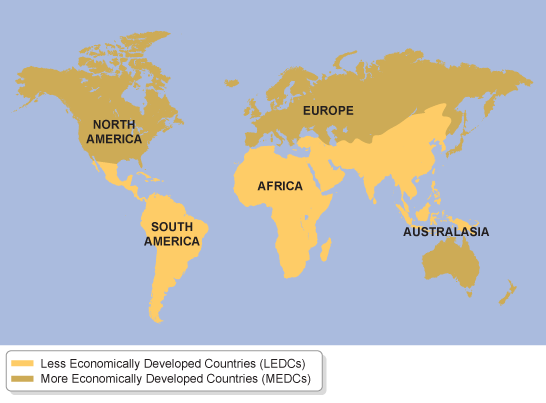 NORTH
AMERICA
EUROPE
AFRICA
SOUTH
AMERICA
AUSTRALASIA
Less Economically Developed Countries (LEDCs)
More Economically Developed Countries (MEDCs)